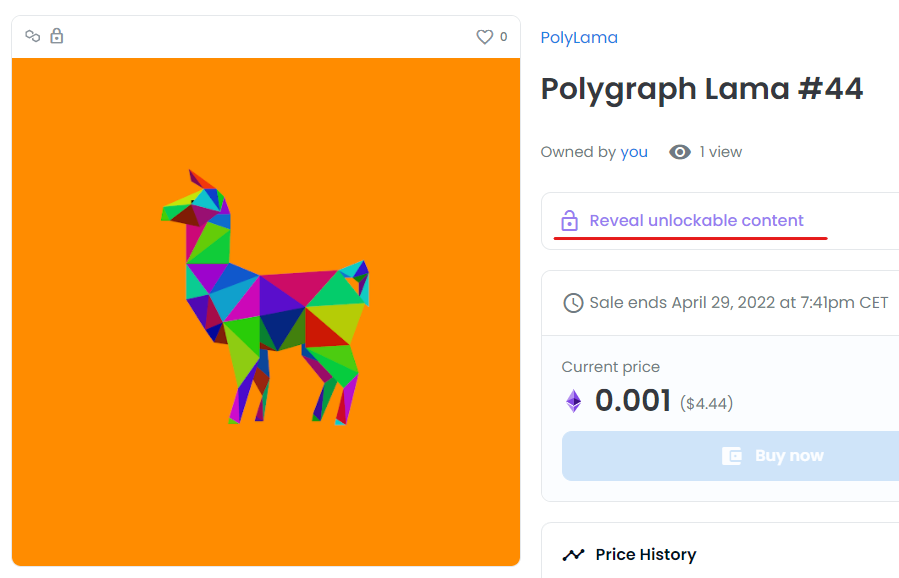 0
PolyLama
Polygraph Lama #44
Owned by you 1 view
Reveal unlockable content
Sale ends April 29, 2022 at 7:41pm CET
Current price
0.001 ($4.44)
Buy now
Price History